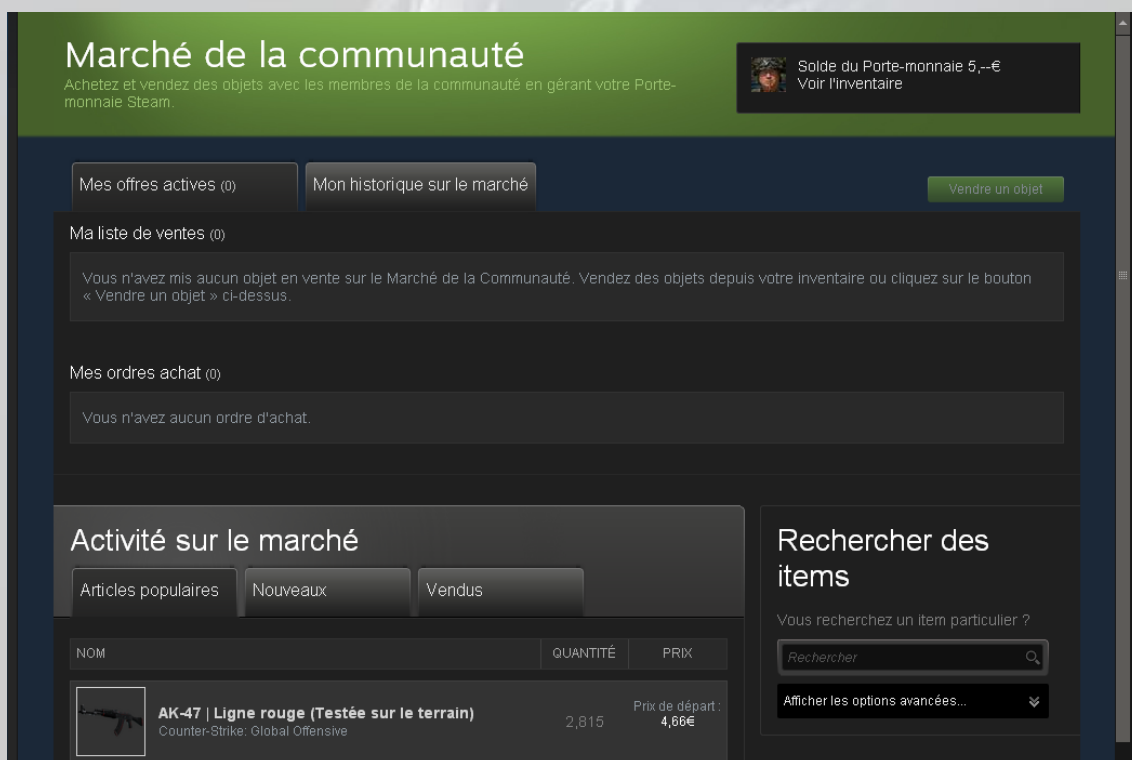 Marché de la communauté
Achetez et vendez des objets avec les membres de la communauté en gérant votre Porte-
monnaie Steam.
Solde du Porte-monnaie 5,--€
Voir l'inventaire
Mes offres actives (0)
Mon historique sur le marché
Vendre un objet
Ma liste de ventes (0)
Vous n'avez mis aucun objet en vente sur le Marché de la Communauté. Vendez des objets depuis votre inventaire ou cliquez sur le bouton
« Vendre un objet » ci-dessus.
Mes ordres achat (0)
Vous n'avez aucun ordre d'achat.
Activité sur le marché
Articles populaires
Nouveaux
Vendus
NOM
QUANTITÉ
PRIX
AK-47 | Ligne rouge (Testée sur le terrain)
Counter-Strike: Global Offensive
2,815
Prix de départ :
4,66€
Rechercher des
items
Vous recherchez un item particulier ?
Rechercher
Afficher les options avancées...